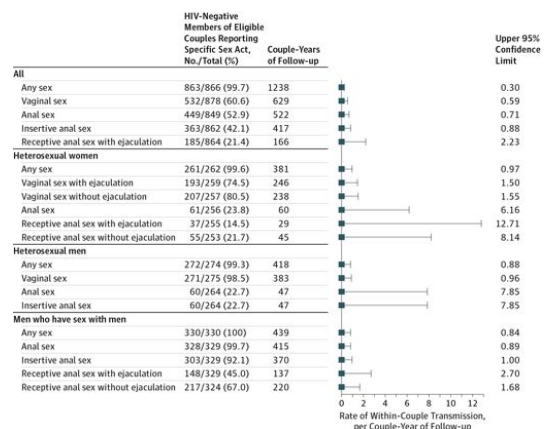 HIV-Negative
Members of Eligible
Couples Reporting
Specific Sex Act,
No./Total (%)
Couple-Years
of Follow-up
Upper 95%
Confidence
Limit
All
Any sex 863/866 (99.7) 1238 0.30
Vaginal sex 532/878 (60.6) 629 0.59
Anal sex 449/849 (52.9) 522 0.71
Insertive anal sex 363/862 (42.1) 417 0.88
Receptive anal sex with ejaculation 185/864 (21.4) 166 2.23
Heterosexual women
Any sex 261/262 (99.6) 381 0.97
Vaginal sex with ejaculation 193/259 (74.5) 246 1.50
Vaginal sex without ejaculation 207/257 (80.5) 238 1.55
Anal sex 61/256 (23.8) 60 6.16
Receptive anal sex with ejaculation 37/255 (14.5) 29 12.71
Receptive anal sex without ejaculation 55/253 (21.7) 45 8.14
Heterosexual men
Any sex 272/274 (99.3) 418 0.88
Vaginal sex 271/275 (98.5) 383 0.96
Anal sex 60/264 (22.7) 47 7.85
Insertive anal sex 60/264 (22.7) 47 7.85
Men who have sex with men
Any sex 330/330 (100) 439 0.84
Anal sex 328/329 (99.7) 415 0.89
Insertive anal sex 303/329 (92.1) 370 1.00
Receptive anal sex with ejaculation 148/329 (45.0) 137 2.70
Receptive anal sex without ejaculation 217/324 (67.0) 220 1.68
0 2 4 6 8 10 12
Rate of Within-Couple Transmission,
per Couple-Year of Follow-up